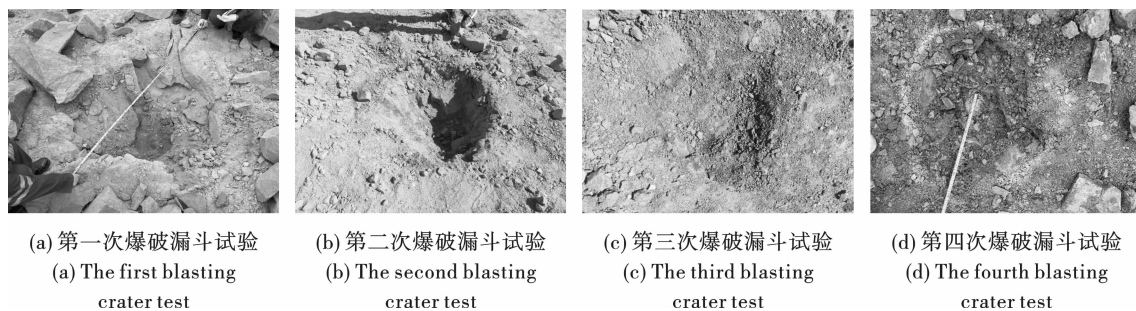 (a) 第一次爆破漏斗试验
(a) The first blasting
crater test
(b) 第二次爆破漏斗试验
(b) The second blasting
crater test
(c) 第三次爆破漏斗试验
(c) The third blasting
crater test
(d) 第四次爆破漏斗试验
(d) The fourth blasting
crater test